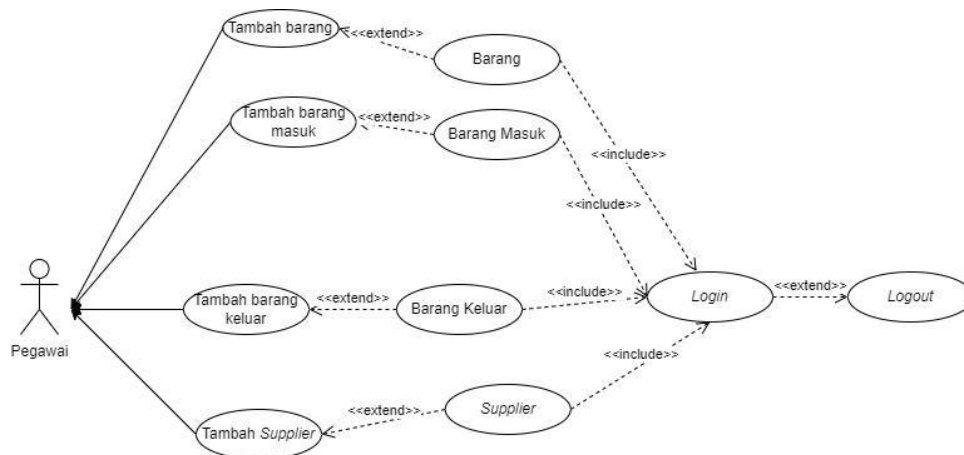 Tambah barang
<<extend>>
Barang
Tambah barang
masuk
<<extend>>
Barang Masuk
<<include>>
<<include>>
Pegawai
Tambah barang
keluar
<<extend>>
Barang Keluar
<<include>>
Login
<<extend>>
Logout
<<include>>
Tambah Supplier
<<extend>>
Supplier